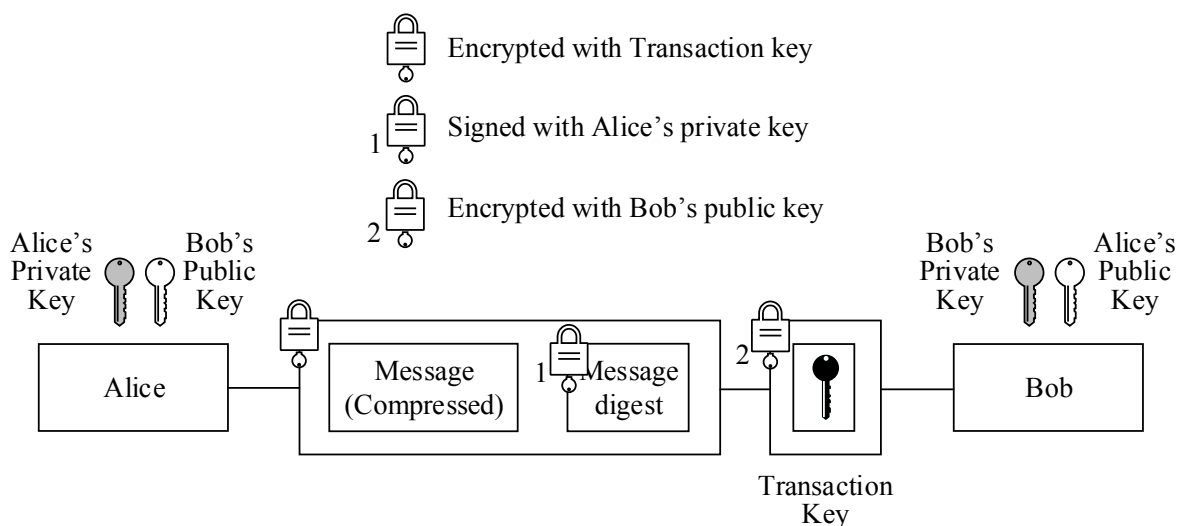 Encrypted with Transaction key
1
Signed with Alice’s private key
2
Encrypted with Bob’s public key
Alice’s
Private
Key
Bob’s
Public
Key
Bob’s
Private
Key
Alice’s
Public
Key
Alice
Message
(Compressed)
1
Message
digest
2
Bob
Transaction
Key